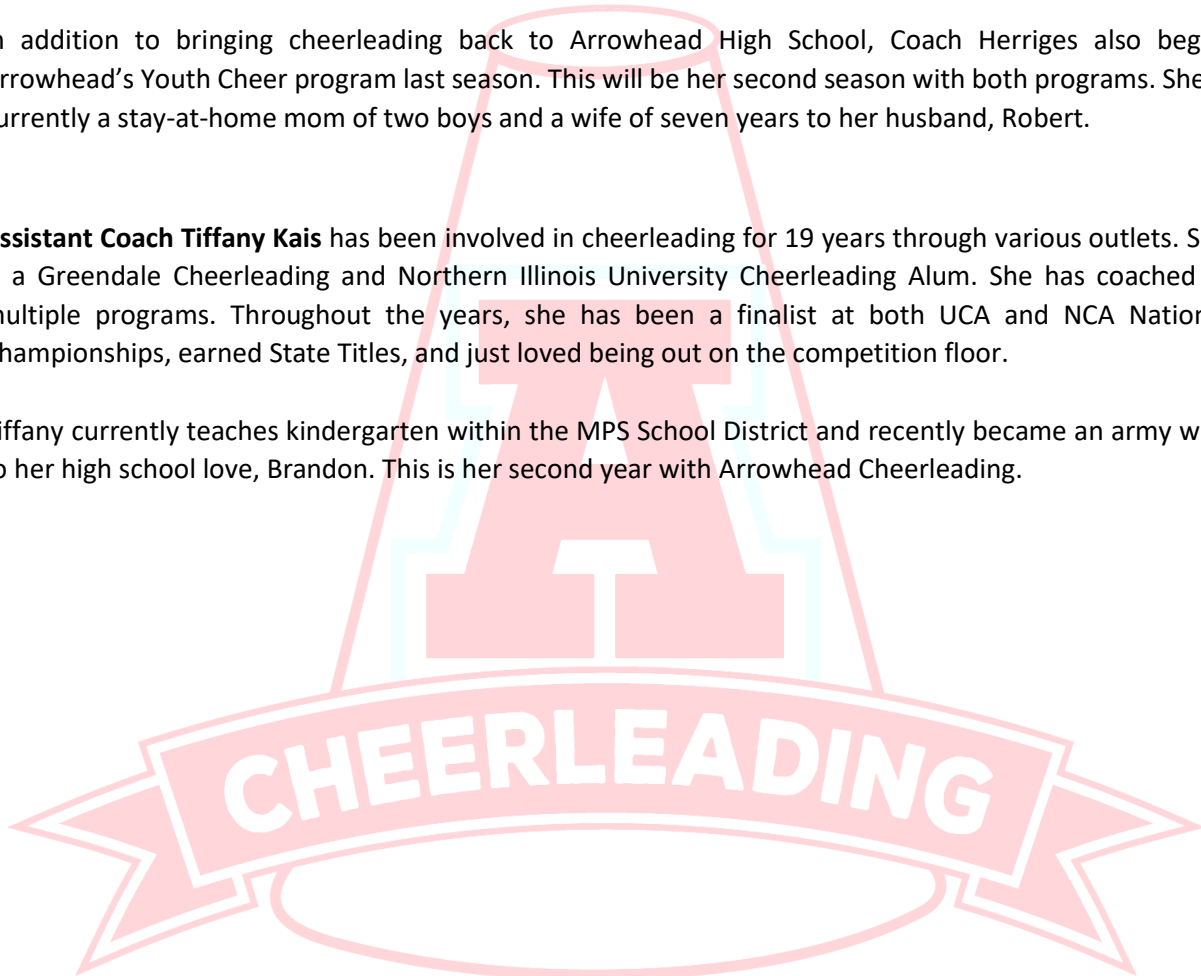 n addition to bringing cheerleading back to Arrowhead High School, Coach Herriges also beg
rrowhead's Youth Cheer program last season. This will be her second season with both programs. She
urrently a stay-at-home mom of two boys and a wife of seven years to her husband, Robert.
ssistant Coach Tiffany Kais has been involved in cheerleading for 19 years through various outlets. S
a Greendale Cheerleading and Northern Illinois University Cheerleading Alum. She has coached
ultiple programs. Throughout the years, she has been a finalist at both UCA and NCA Nation
hampionships, earned State Titles, and just loved being out on the competition floor.
iffany currently teaches kindergarten within the MPS School District and recently became an army w
o her high school love, Brandon. This is her second year with Arrowhead Cheerleading.
A
CHEERLEADING